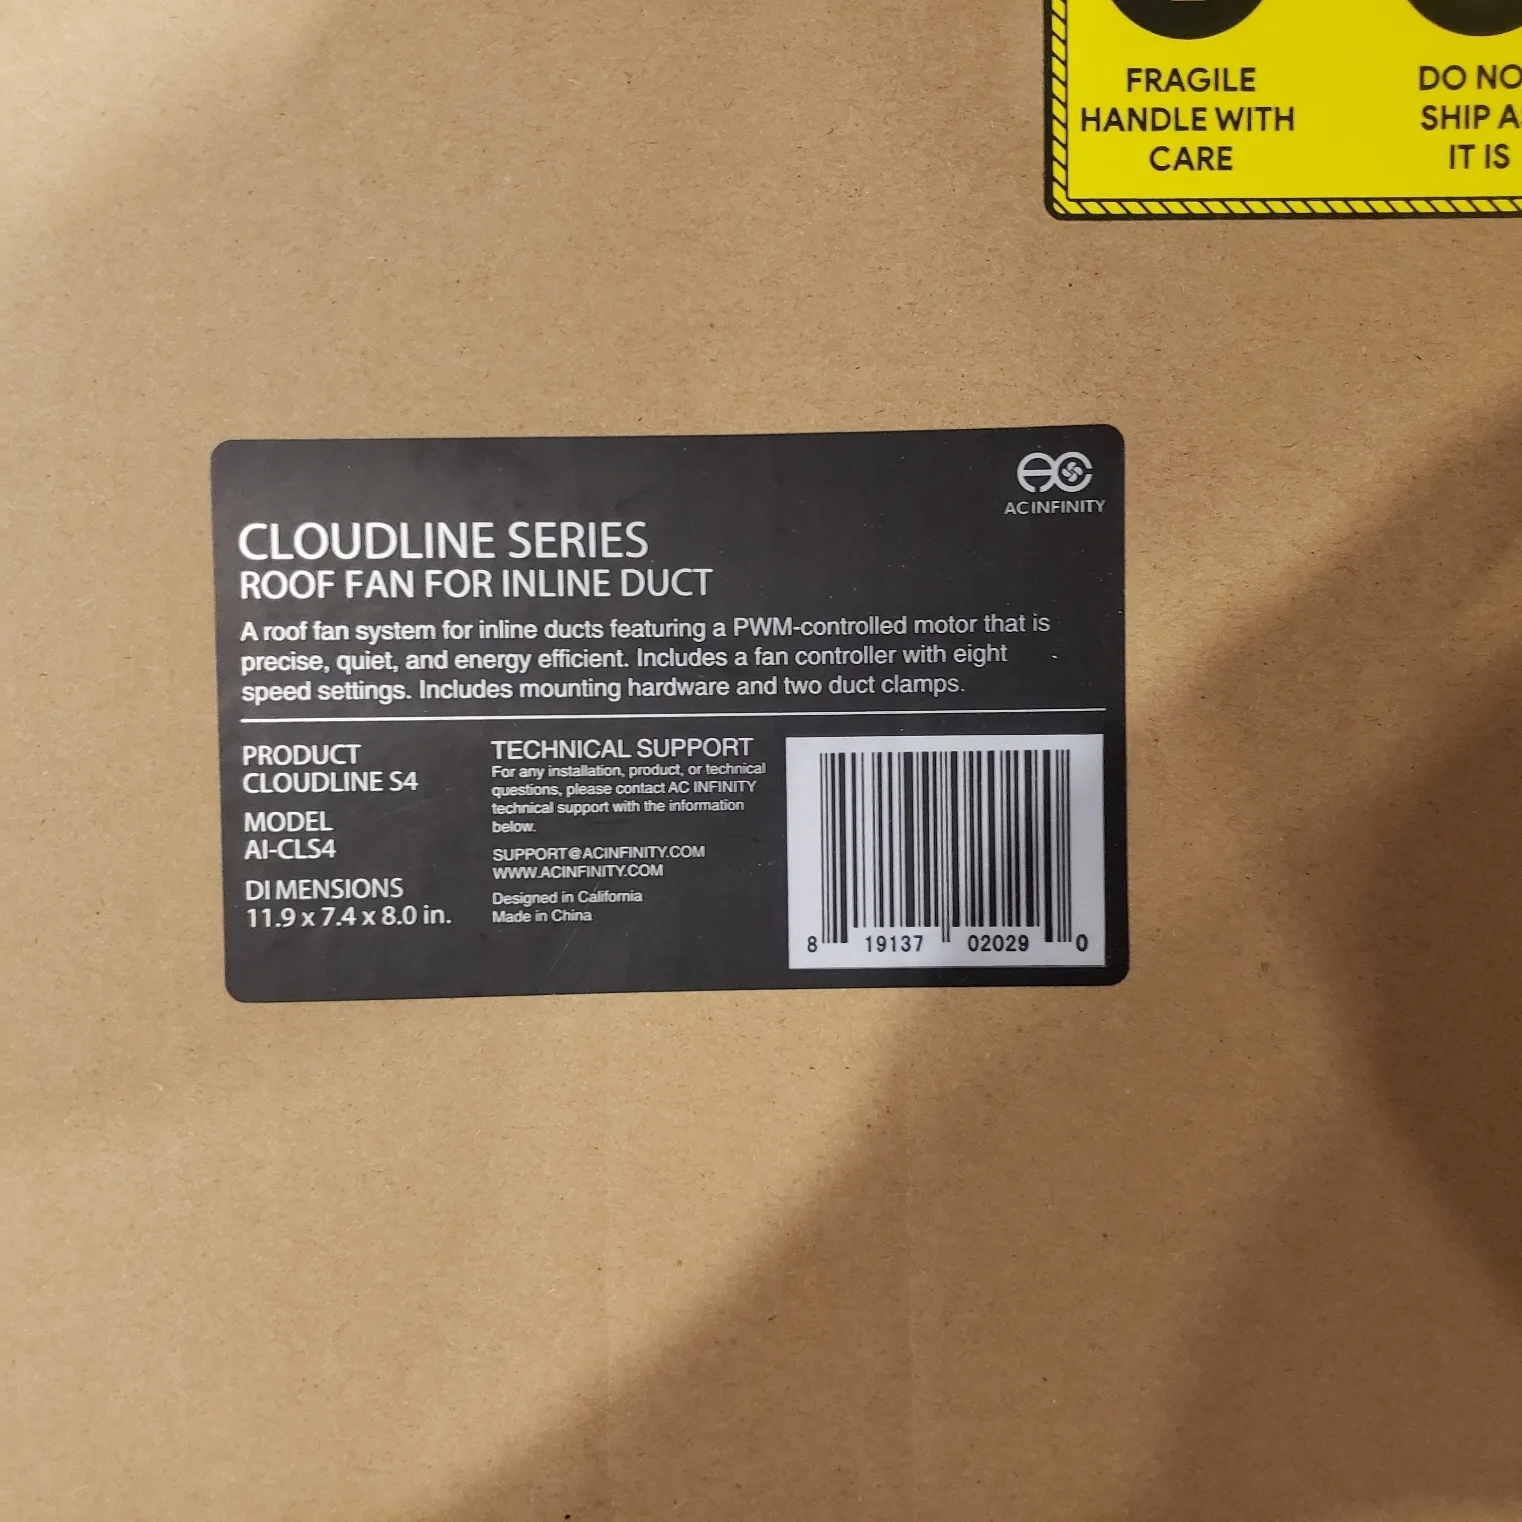 FRAGILE
HANDLE WITH
CARE
DO NO
SHIP A
IT IS
AC INFINITY
CLOUDLINE SERIES
ROOF FAN FOR INLINE DUCT
A roof fan system for inline ducts featuring a PWM-controlled motor that is
precise, quiet, and energy efficient. Includes a fan controller with eight
speed settings. Includes mounting hardware and two duct clamps.
PRODUCT
CLOUDLINE S4
MODEL
AI-CLS4
DIMENSIONS
11.9 x 7.4 x 8.0 in.
TECHNICAL SUPPORT
For any installation, product, or technical
questions, please contact AC INFINITY
technical support with the information
below.
SUPPORT@ACINFINITY.COM
WWW.ACINFINITY.COM
Designed in California
Made in China
8 19137 02029 0